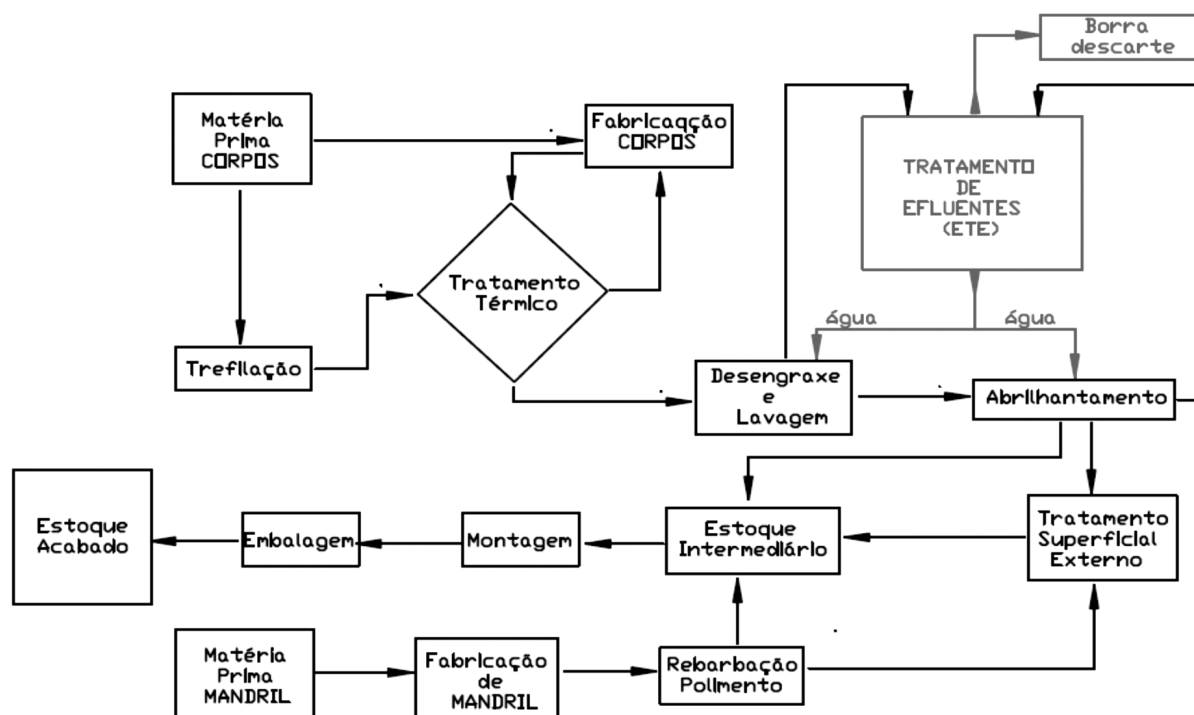 Borra
descarte
Matéria
Prima
CORPOS
Fabricaqção
CORPOS
TRATAMENTO
DE
EFLUENTES
(ETE)
Tratamento
Térmico
água
água
Trefilação
Desengraxe
e
Lavagem
Abrilhantamento
Estoque
Acabado
Embalagem
Montagem
Estoque
Intermediário
Tratamento
Superficial
Externo
Matéria
Prima
MANDRIL
Fabricação
de
MANDRIL
Rebarbação
Polimento